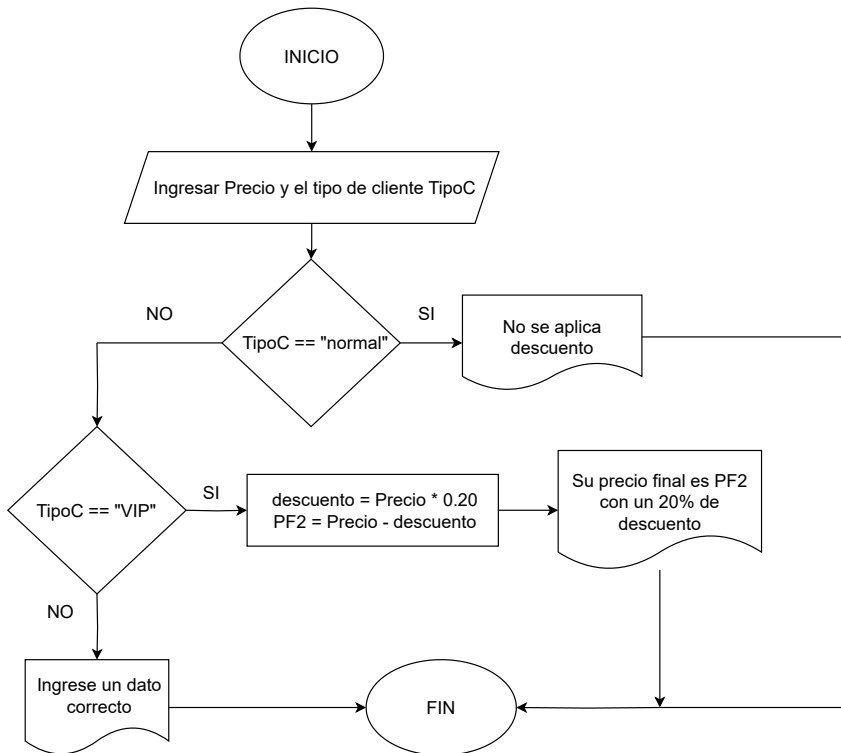 INICIO
Ingresar Precio y el tipo de cliente TipoC
NO
SI
TipoC == "normal"
No se aplica
descuento
TipoC == "VIP"
SI
descuento = Precio * 0.20
PF2 = Precio - descuento
Su precio final es PF2
con un 20% de
descuento
NO
Ingrese un dato
correcto
FIN